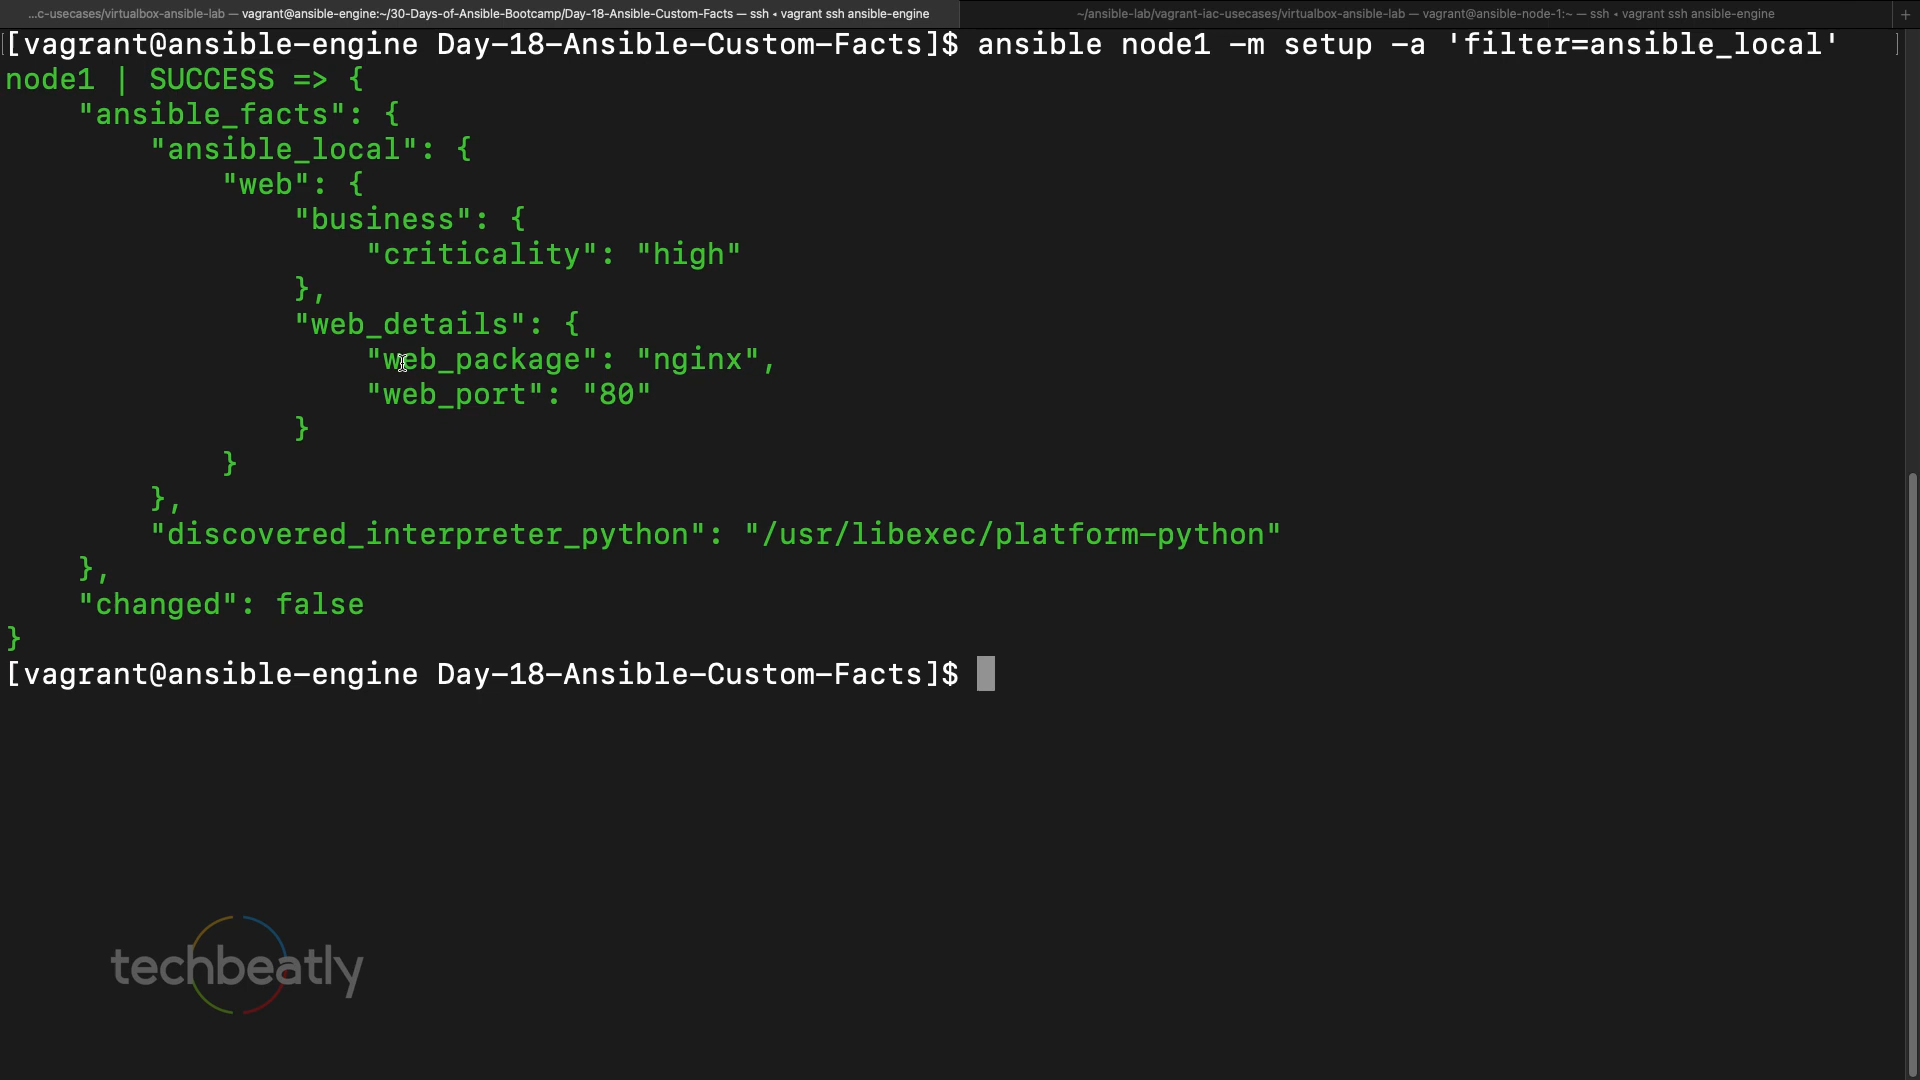 ...c-usecases/virtualbox-ansible-lab — vagrant@ansible-engine:~/30-Days-of-Ansible-Bootcamp/Day-18-Ansible-Custom-Facts — ssh ◂ vagrant ssh ansible-engine
~/ansible-lab/vagrant-iac-usecases/virtualbox-ansible-lab — vagrant@ansible-node-1:~ — ssh ◂ vagrant ssh ansible-engine
+
[vagrant@ansible-engine Day-18-Ansible-Custom-Facts]$ ansible node1 -m setup -a 'filter=ansible_local'
node1 | SUCCESS => {
    "ansible_facts": {
        "ansible_local": {
            "web": {
                "business": {
                    "criticality": "high"
                },
                "web_details": {
                    "web_package": "nginx",
                    "web_port": "80"
                }
            }
        },
        "discovered_interpreter_python": "/usr/libexec/platform-python"
    },
    "changed": false
}
[vagrant@ansible-engine Day-18-Ansible-Custom-Facts]$
techbeatly